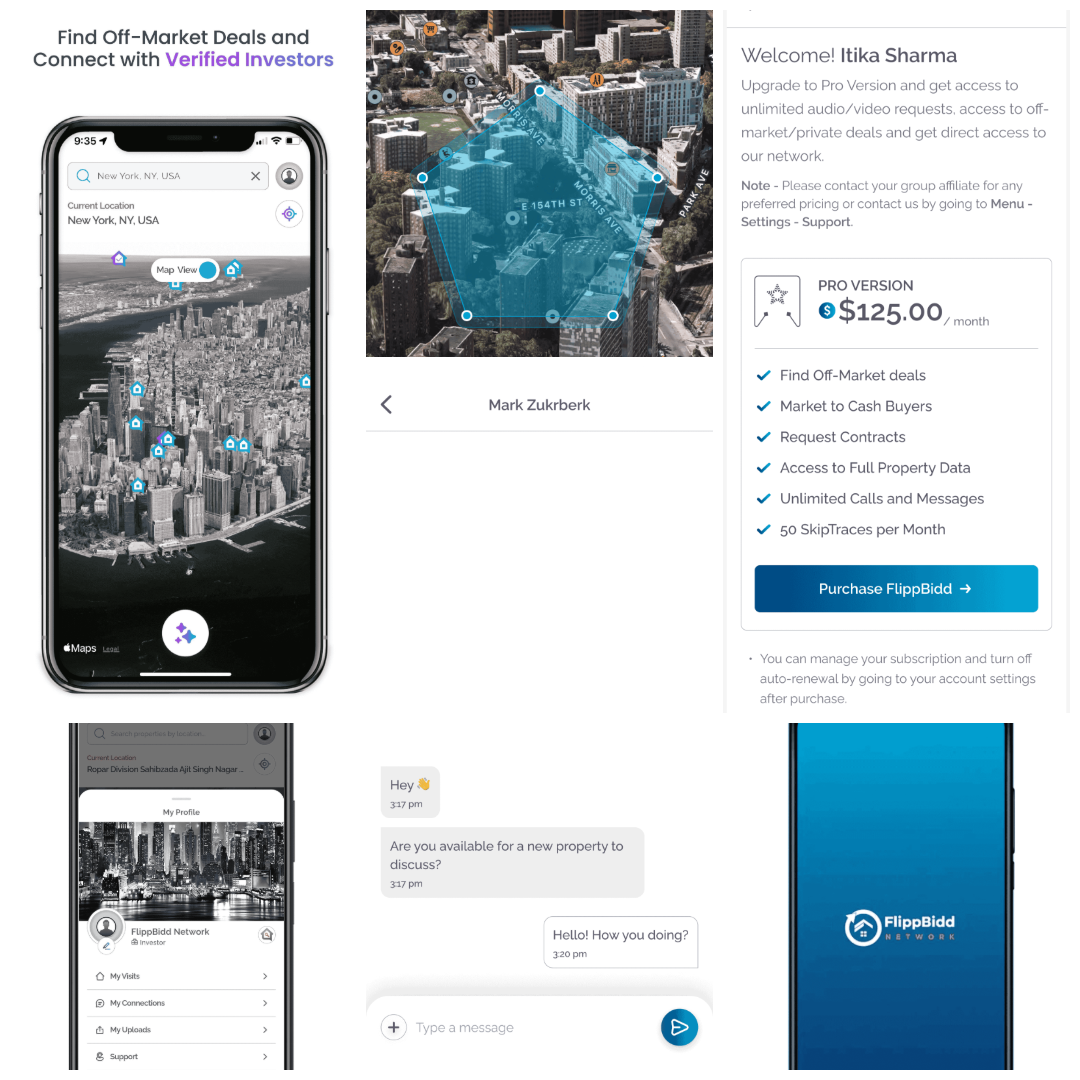 Find Off-Market Deals and
Connect with Verified Investors
9:35
New York, NY, USA
Current Location
New York, NY, USA
Map View
Maps Legal
MORRIS AVE
E 154TH ST
MORRIS AVE
PARK AVE
Mark Zukrberk
Welcome! Itika Sharma
Upgrade to Pro Version and get access to
unlimited audio/video requests, access to off-
market/private deals and get direct access to
our network.
Note - Please contact your group affiliate for any
preferred pricing or contact us by going to Menu -
Settings - Support.
PRO VERSION
$ $125.00 / month
Find Off-Market deals
Market to Cash Buyers
Request Contracts
Access to Full Property Data
Unlimited Calls and Messages
50 SkipTraces per Month
Purchase FlippBidd →
• You can manage your subscription and turn off
auto-renewal by going to your account settings
after purchase.
Search properties by location...
Current Location
Ropar Division Sahibzada Ajit Singh Nagar ...
My Profile
FlippBidd Network
Investor
My Visits
My Connections
My Uploads
Support
Hey 👋
3:17 pm
Are you available for a new property to
discuss?
3:17 pm
Hello! How you doing?
3:20 pm
Type a message
FlippBidd
NETWORK